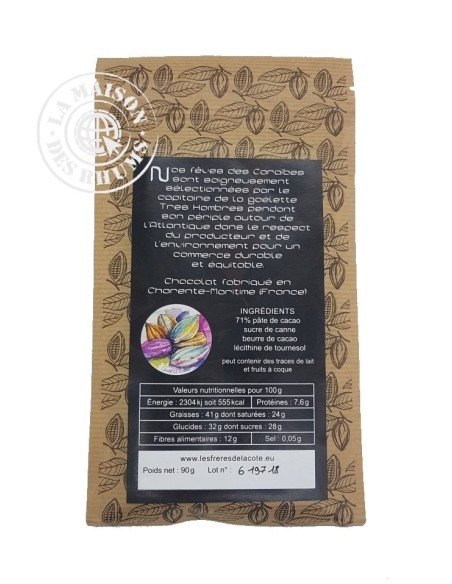 LA MAISON
DES RHUMS
Nos fèves des Caraïbes
sont soigneusement
sélectionnées par le
capitaine de la goélette
Tres Hombres pendant
son périple autour de
l'Atlantique dans le respect
du producteur et de
l'environnement pour un
commerce durable
et équitable.
Chocolat fabriqué en
Charente-Maritime (France)
INGRÉDIENTS
71% pâte de cacao
sucre de canne
beurre de cacao
lécithine de tournesol
peut contenir des traces de lait
et fruits à coque
Valeurs nutritionnelles pour 100g
Énergie : 2304kj soit 555kcal Protéines : 7,6g
Graisses : 41g dont saturées : 24g
Glucides : 32g dont sucres : 28g
Fibres alimentaires : 12g Sel : 0,05g
www.lesfreresdelacote.eu
Poids net : 90g Lot n° : 6 197 18